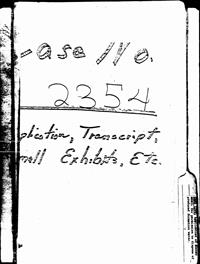 -ase No.
2354
plication, Transcript,
mall Exhibits, Etc.